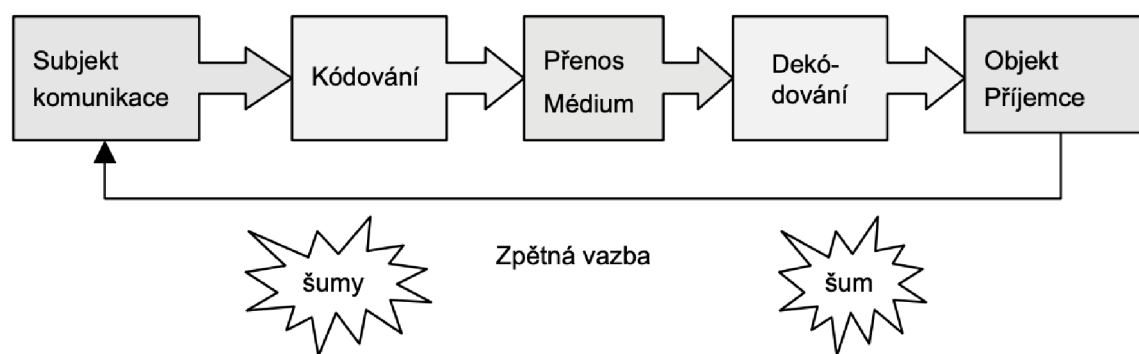 Subjekt
komunikace
Kódování
Přenos
Médium
Dekó-
dování
Objekt
Příjemce
Zpětná vazba
šumy
šum